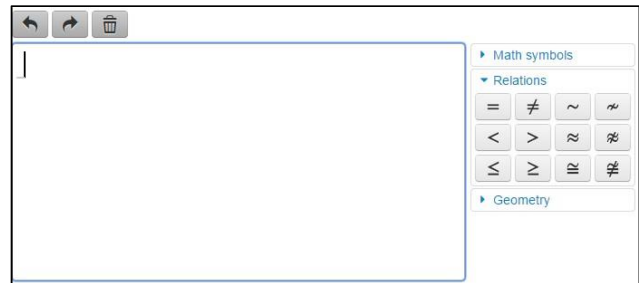 Math symbols
Relations
= ≠ ~ ≁
< > ≈ ≉
≤ ≥ ≅ ≇
Geometry